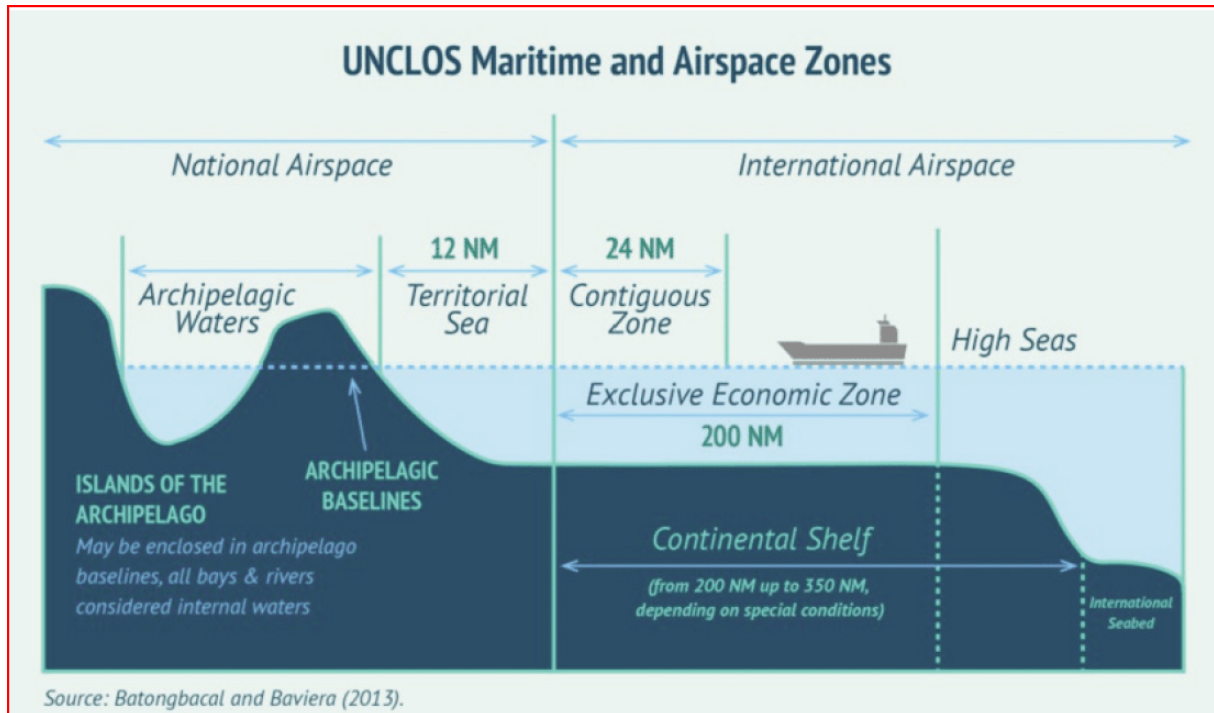 UNCLOS Maritime and Airspace Zones
National Airspace
International Airspace
12 NM
24 NM
Archipelagic
Waters
Territorial
Sea
Contiguous
Zone
High Seas
Exclusive Economic Zone
200 NM
ARCHIPELAGIC
BASELINES
ISLANDS OF THE
ARCHIPELAGO
May be enclosed in archipelago
baselines, all bays & rivers
considered internal waters
Continental Shelf
(from 200 NM up to 350 NM,
depending on special conditions)
International
Seabed
Source: Batongbacal and Baviera (2013).